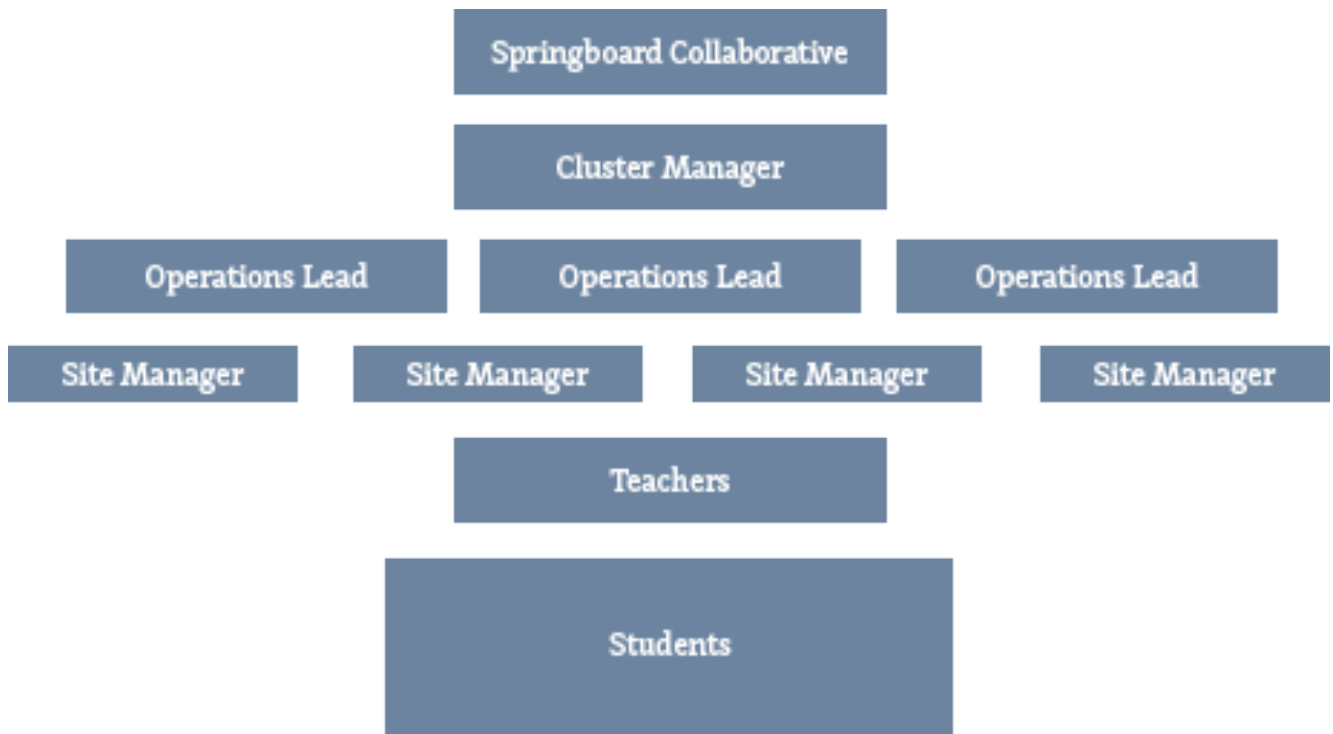 Springboard Collaborative
Cluster Manager
Operations Lead Operations Lead Operations Lead
Site Manager Site Manager Site Manager Site Manager
Teachers
Students